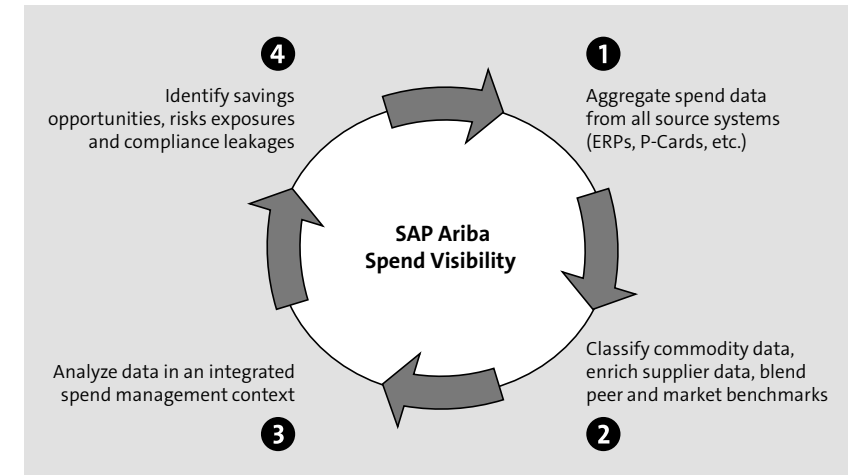 4
Identify savings
opportunities, risks exposures
and compliance leakages
1
Aggregate spend data
from all source systems
(ERPs, P-Cards, etc.)
SAP Ariba
Spend Visibility
Analyze data in an integrated
spend management context
3
Classify commodity data,
enrich supplier data, blend
peer and market benchmarks
2